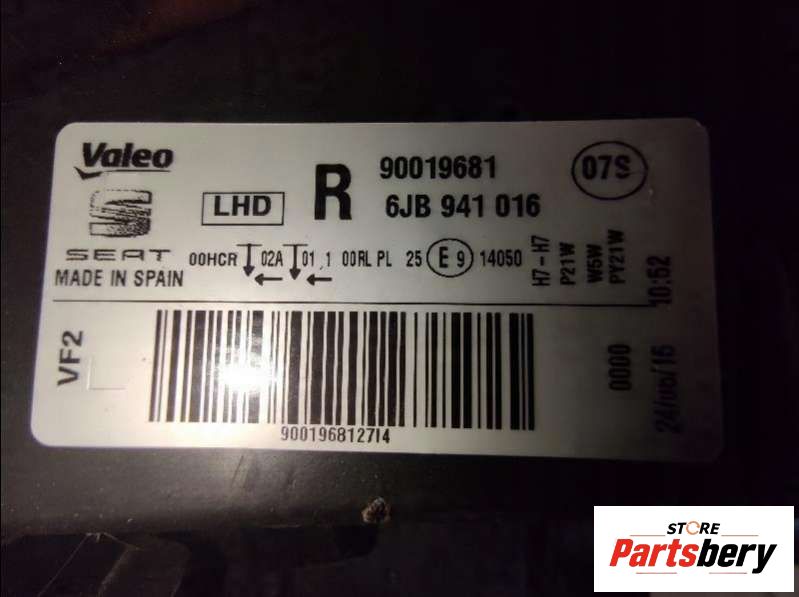 Valeo
90019681
07S
LHD
R
6JB 941 016
SEAT
00HCR 02A 01 1 00RL PL 25 E 9 14050
H7-H7
P21W
W5W
PY21W
MADE IN SPAIN
10:52
VF2
0000
9001968127I4
STORE
Partsbery